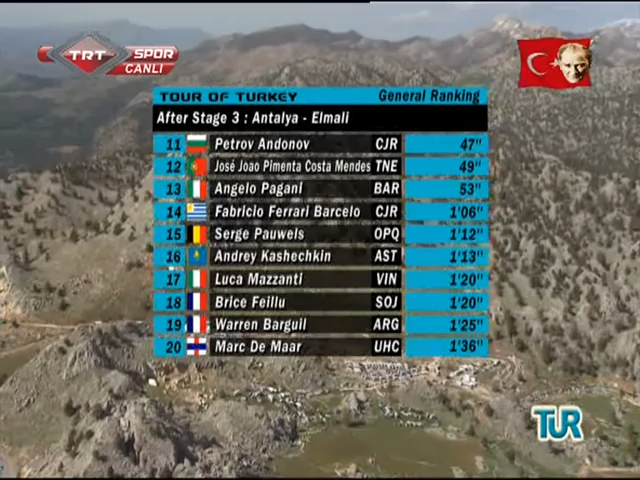 TRT SPOR
CANLI
TOUR OF TURKEY General Ranking
After Stage 3 : Antalya - Elmali
11 Petrov Andonov CJR 47"
12 José Joao Pimenta Costa Mendes TNE 49"
13 Angelo Pagani BAR 53"
14 Fabricio Ferrari Barcelo CJR 1'06"
15 Serge Pauwels OPQ 1'12"
16 Andrey Kashechkin AST 1'13"
17 Luca Mazzanti VIN 1'20"
18 Brice Feillu SOJ 1'20"
19 Warren Barguil ARG 1'25"
20 Marc De Maar UHC 1'36"
TUR